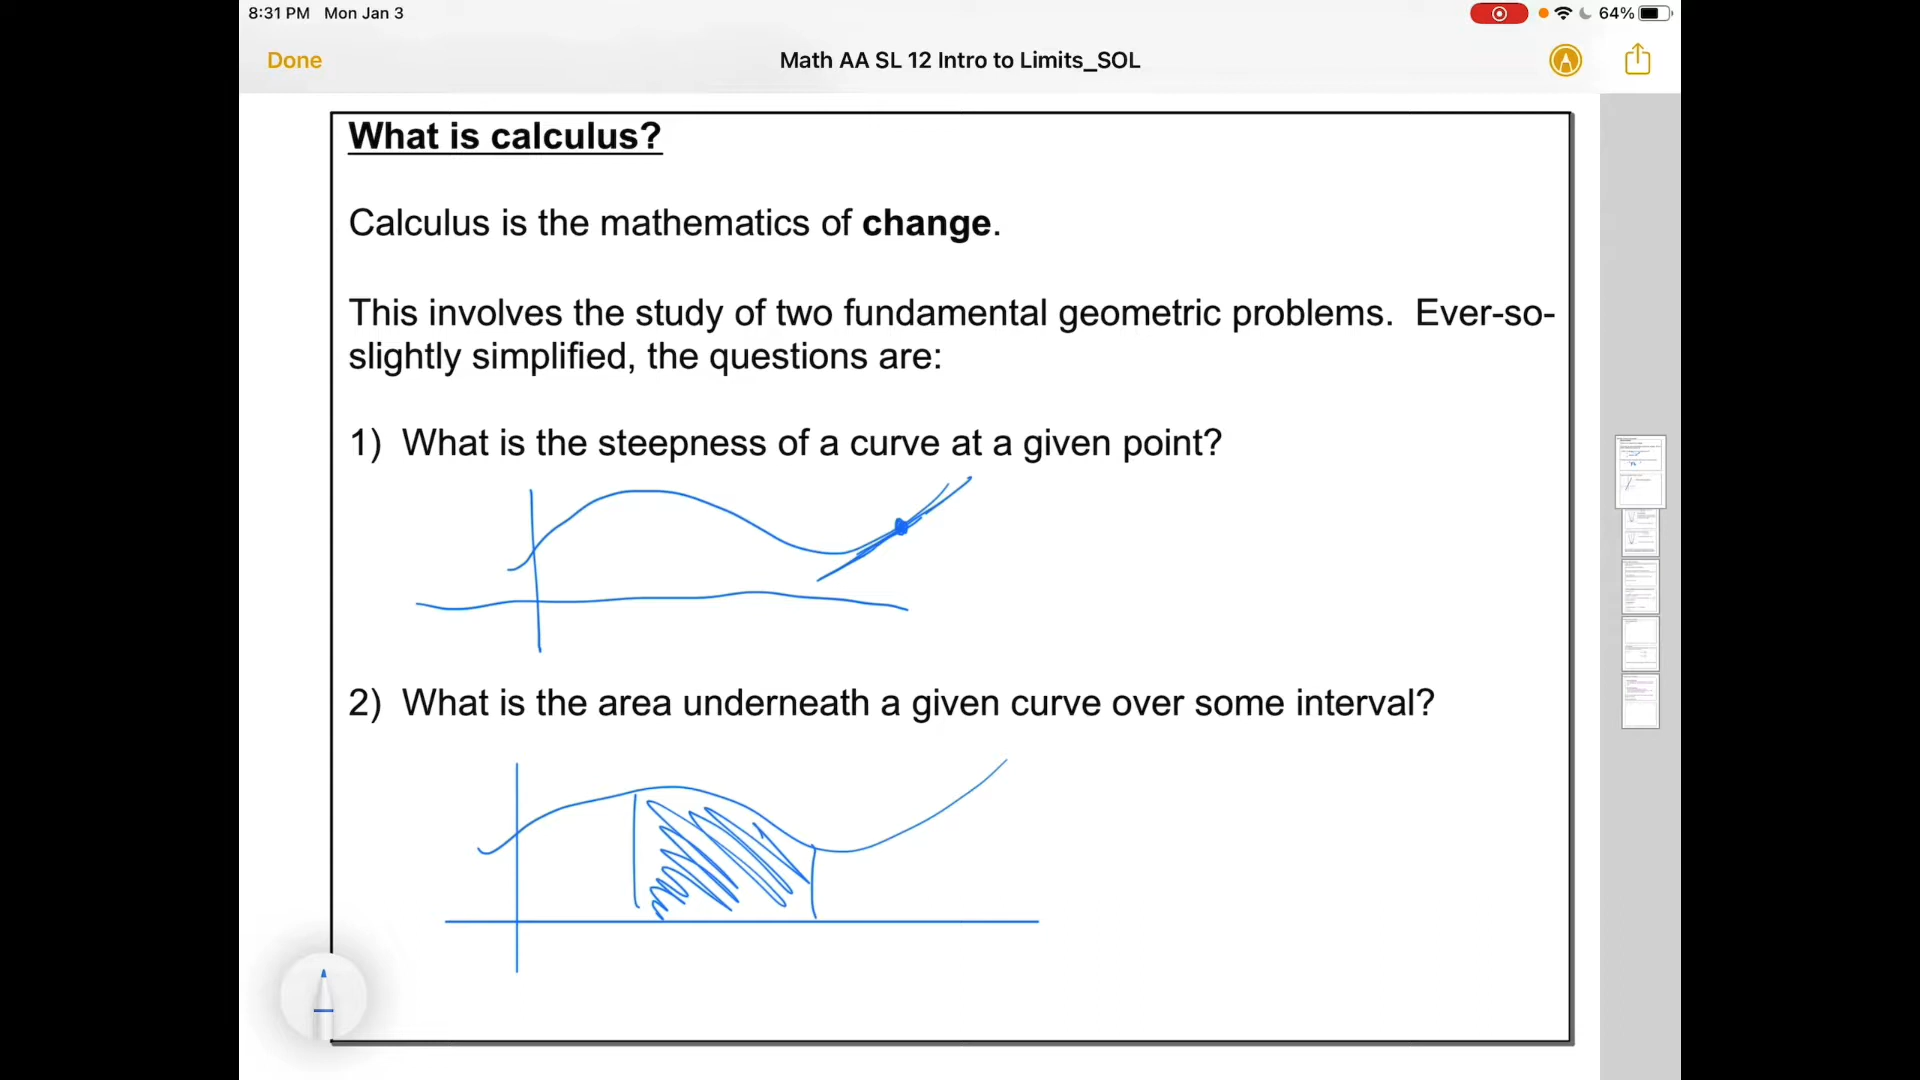 8:31 PM Mon Jan 3
64%
Done
Math AA SL 12 Intro to Limits_SOL
What is calculus?
Calculus is the mathematics of change.
This involves the study of two fundamental geometric problems. Ever-so-
slightly simplified, the questions are:
1) What is the steepness of a curve at a given point?
2) What is the area underneath a given curve over some interval?